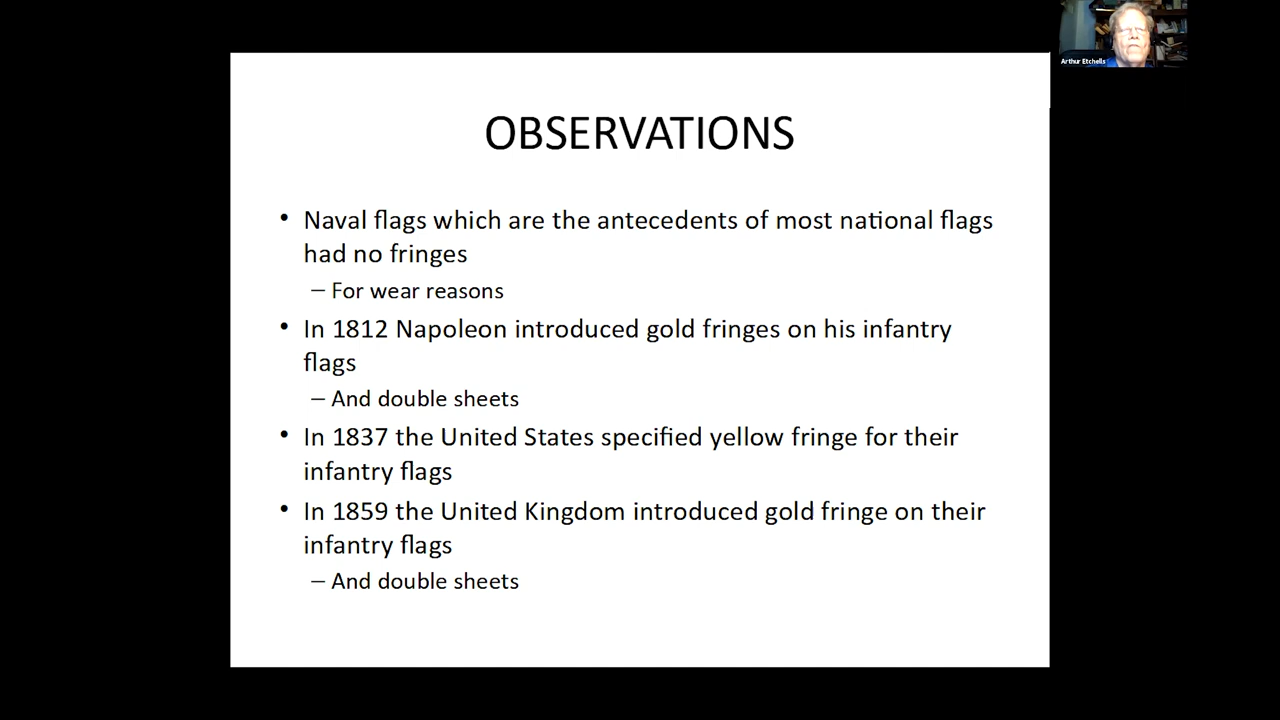 Arthur Etchells
OBSERVATIONS
• Naval flags which are the antecedents of most national flags
had no fringes
– For wear reasons
• In 1812 Napoleon introduced gold fringes on his infantry
flags
– And double sheets
• In 1837 the United States specified yellow fringe for their
infantry flags
• In 1859 the United Kingdom introduced gold fringe on their
infantry flags
– And double sheets